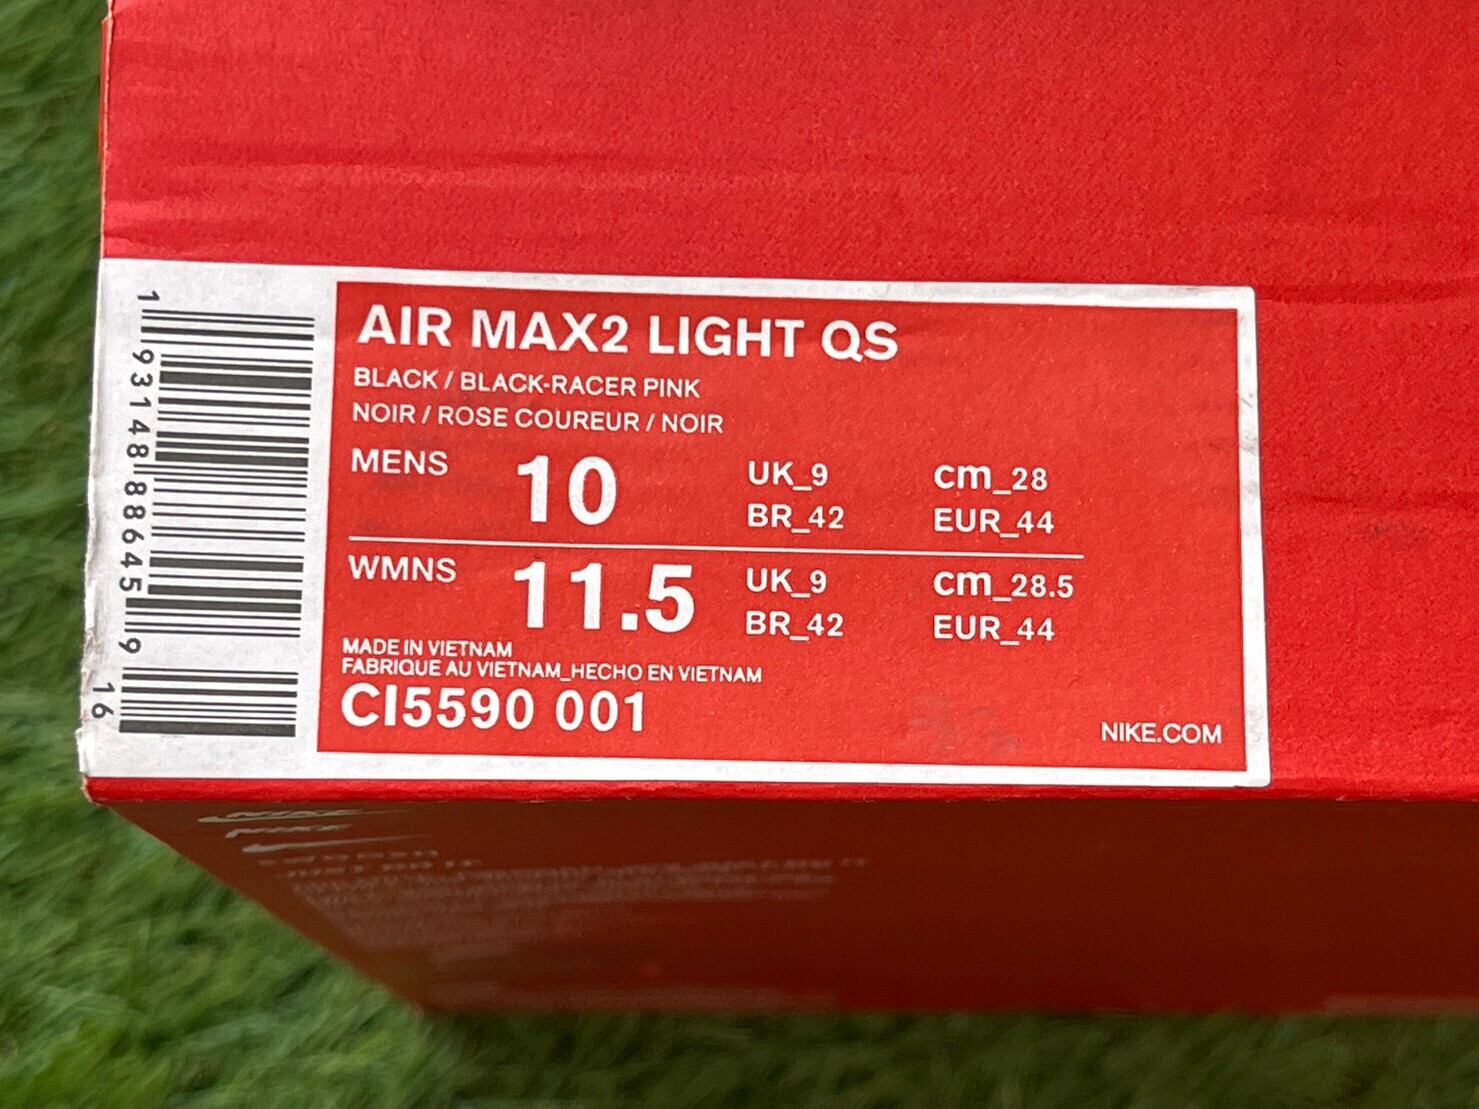 AIR MAX2 LIGHT QS
BLACK / BLACK-RACER PINK
NOIR / ROSE COUREUR / NOIR
MENS 10 UK_9 cm_28
BR_42 EUR_44
WMNS 11.5 UK_9 cm_28.5
BR_42 EUR_44
MADE IN VIETNAM
FABRIQUE AU VIETNAM_HECHO EN VIETNAM
CI5590 001
NIKE.COM
1 93148 88645 9
16
NIKE